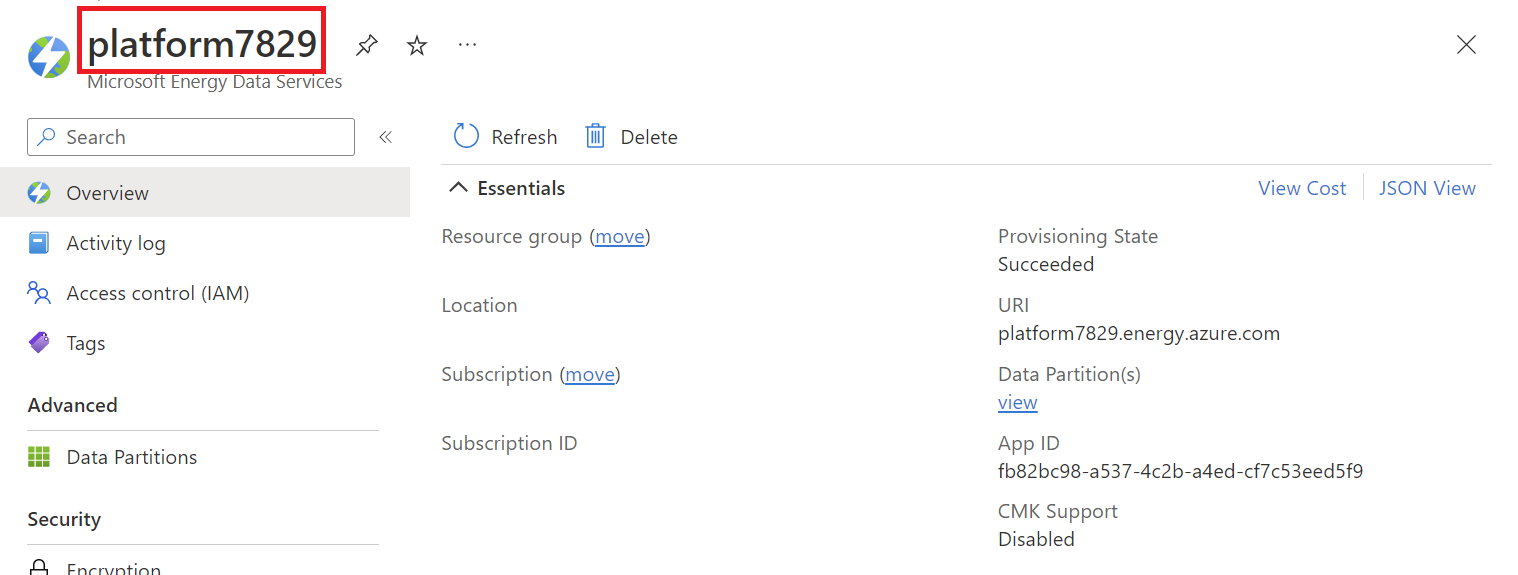 platform7829
Microsoft Energy Data Services
Search
Overview
Activity log
Access control (IAM)
Tags
Advanced
Data Partitions
Security
Encryption
Refresh
Delete
Essentials
View Cost
JSON View
Resource group (move)
Location
Subscription (move)
Subscription ID
Provisioning State
Succeeded
URI
platform7829.energy.azure.com
Data Partition(s)
view
App ID
fb82bc98-a537-4c2b-a4ed-cf7c53eed5f9
CMK Support
Disabled